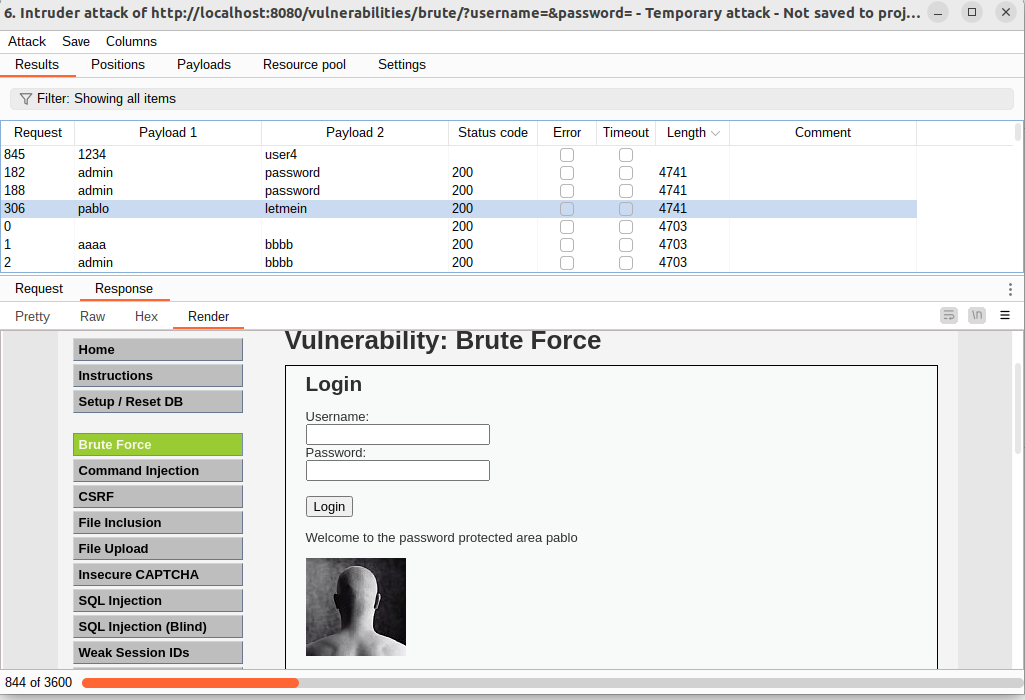 6. Intruder attack of http://localhost:8080/vulnerabilities/brute/?username=&password= - Temporary attack - Not saved to proj...
Attack Save Columns
Results Positions Payloads Resource pool Settings
Filter: Showing all items
Request Payload 1 Payload 2 Status code Error Timeout Length Comment
845 1234 user4
182 admin password 200 4741
188 admin password 200 4741
306 pablo letmein 200 4741
0 200 4703
1 aaaa bbbb 200 4703
2 admin bbbb 200 4703
Request Response
Pretty Raw Hex Render \n
Vulnerability: Brute Force
Home
Instructions
Setup / Reset DB
Brute Force
Command Injection
CSRF
File Inclusion
File Upload
Insecure CAPTCHA
SQL Injection
SQL Injection (Blind)
Weak Session IDs
Login
Username:
Password:
Login
Welcome to the password protected area pablo
844 of 3600